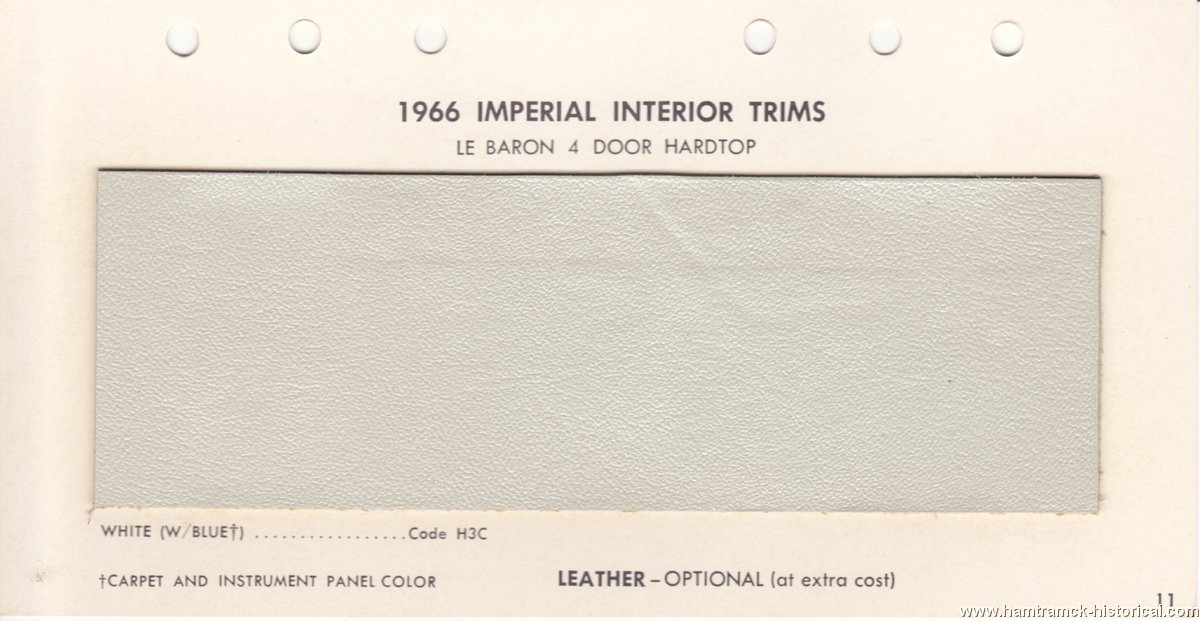 1966 IMPERIAL INTERIOR TRIMS
LE BARON 4 DOOR HARDTOP
WHITE (W/BLUE†) .................Code H3C
†CARPET AND INSTRUMENT PANEL COLOR
LEATHER – OPTIONAL (at extra cost)
11
www.hamtramck-historical.com